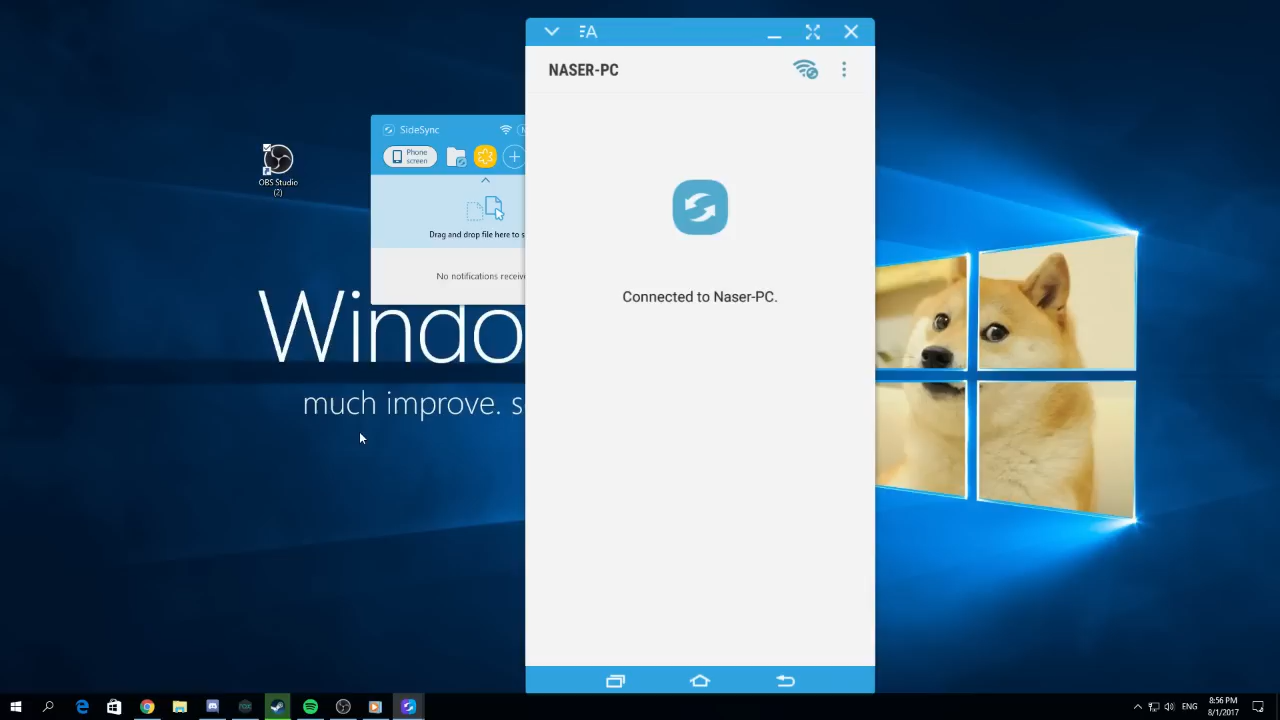 A
NASER-PC
SideSync
Phone
screen
OBS Studio
(2)
Drag and drop file here to s
No notifications receive
Connected to Naser-PC.
Windo
much improve. s
8:56 PM
ENG
8/1/2017